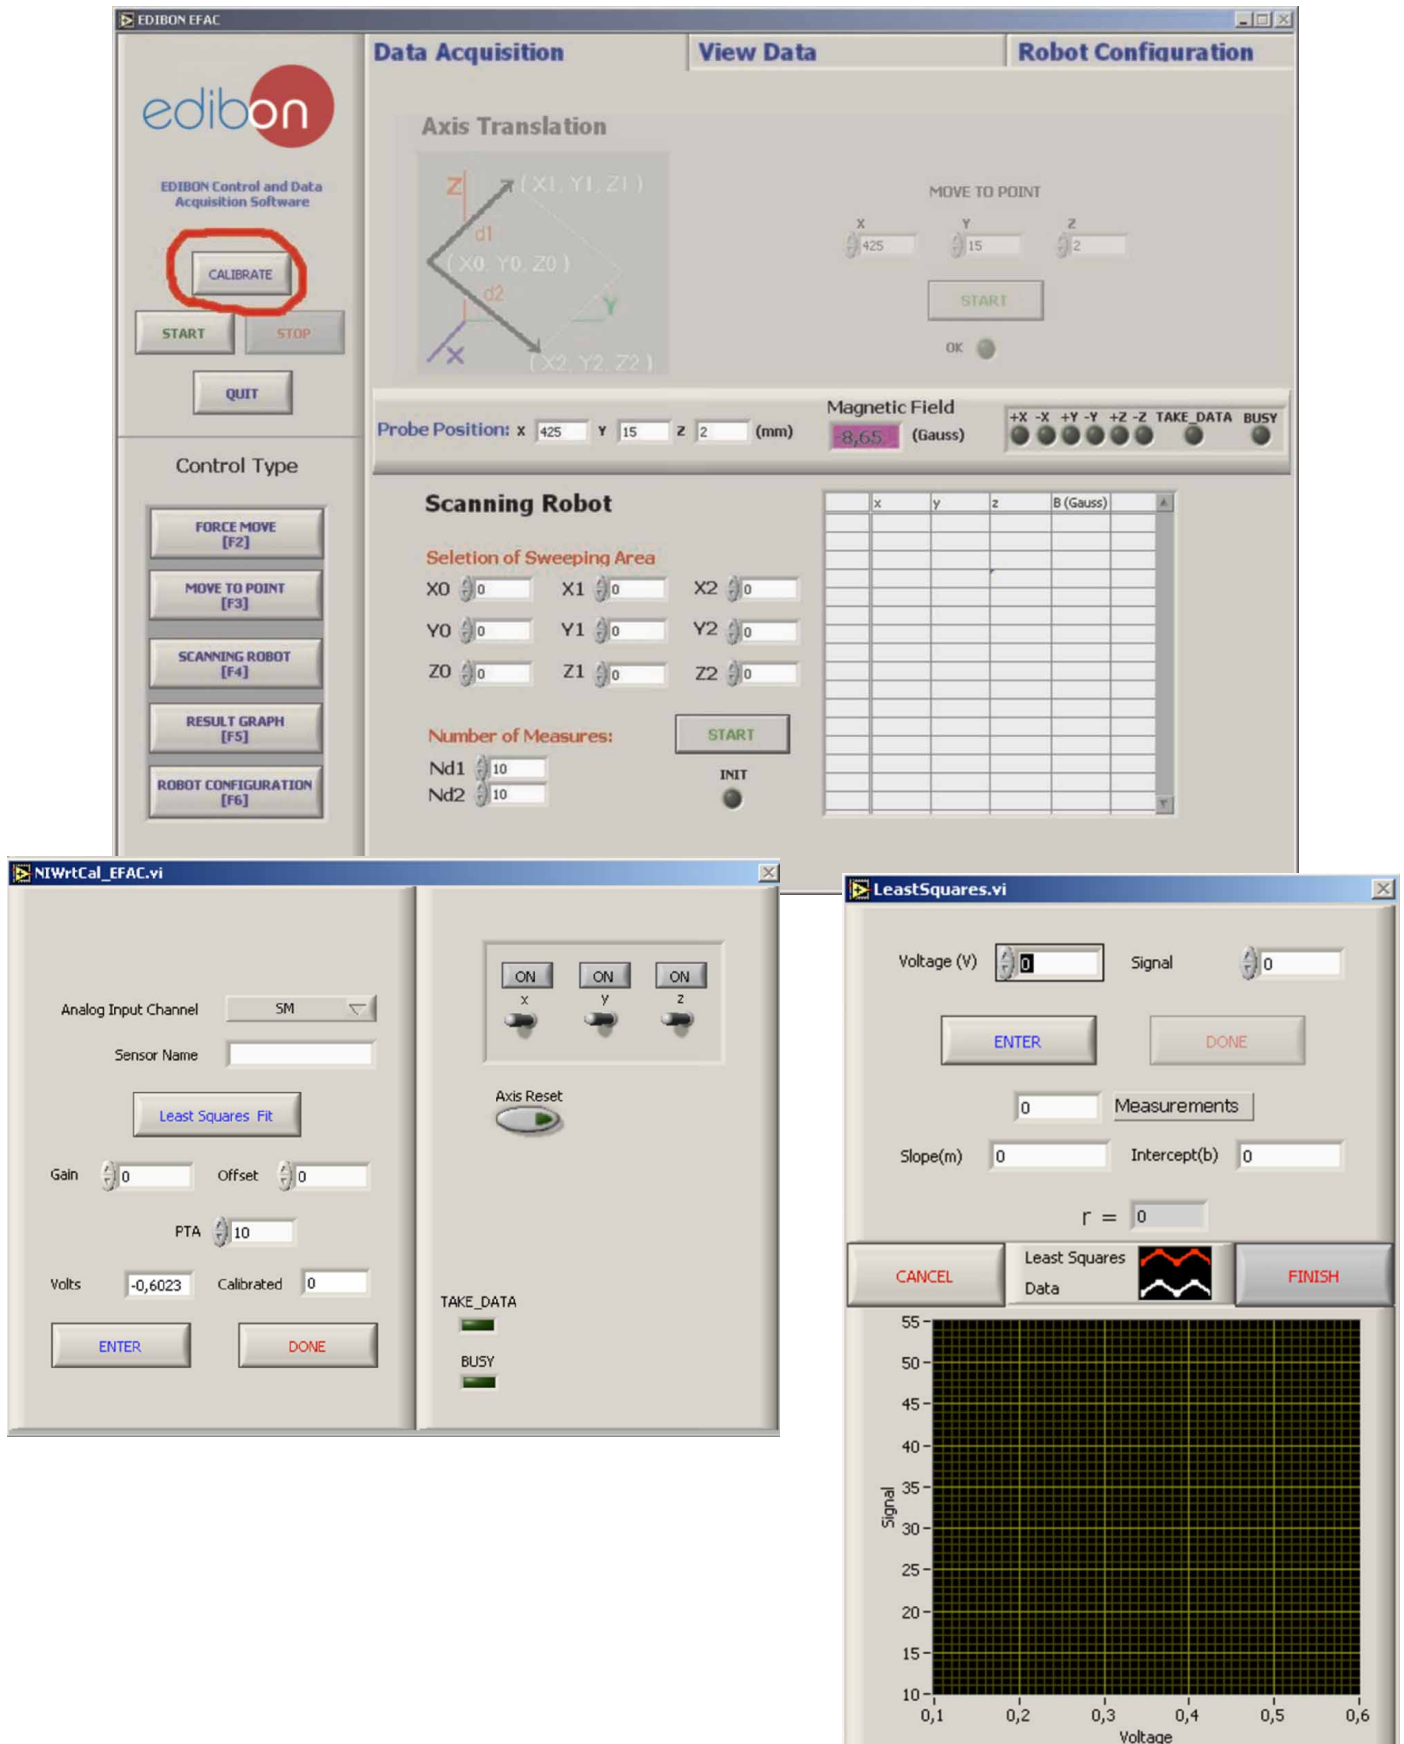 EDIBON EFAC
edibon
EDIBON Control and Data
Acquisition Software
CALIBRATE
START STOP
QUIT
Control Type
FORCE MOVE
[F2]
MOVE TO POINT
[F3]
SCANNING ROBOT
[F4]
RESULT GRAPH
[F5]
ROBOT CONFIGURATION
[F6]
Data Acquisition View Data Robot Configuration
Axis Translation
Z (X1, Y1, Z1)
d1
(X0, Y0, Z0)
d2 Y
X (X2, Y2, Z2)
MOVE TO POINT
X Y Z
425 15 2
START
OK
Probe Position: X 425 Y 15 Z 2 (mm)
Magnetic Field
-8,65 (Gauss)
+X -X +Y -Y +Z -Z TAKE_DATA BUSY
Scanning Robot
Seletion of Sweeping Area
X0 0 X1 0 X2 0
Y0 0 Y1 0 Y2 0
Z0 0 Z1 0 Z2 0
Number of Measures:
Nd1 10
Nd2 10
START
INIT
x y z B (Gauss)
NIWrtCal_EFAC.vi
Analog Input Channel SM
Sensor Name
Least Squares Fit
Gain 0 Offset 0
PTA 10
Volts -0,6023 Calibrated 0
ENTER DONE
ON ON ON
x y z
Axis Reset
TAKE_DATA
BUSY
LeastSquares.vi
Voltage (V) 0 Signal 0
ENTER DONE
0 Measurements
Slope(m) 0 Intercept(b) 0
r = 0
CANCEL Least Squares FINISH
Data
55
50
45
40
35
30
25
20
15
10
Signal
0,1 0,2 0,3 0,4 0,5 0,6
Voltage